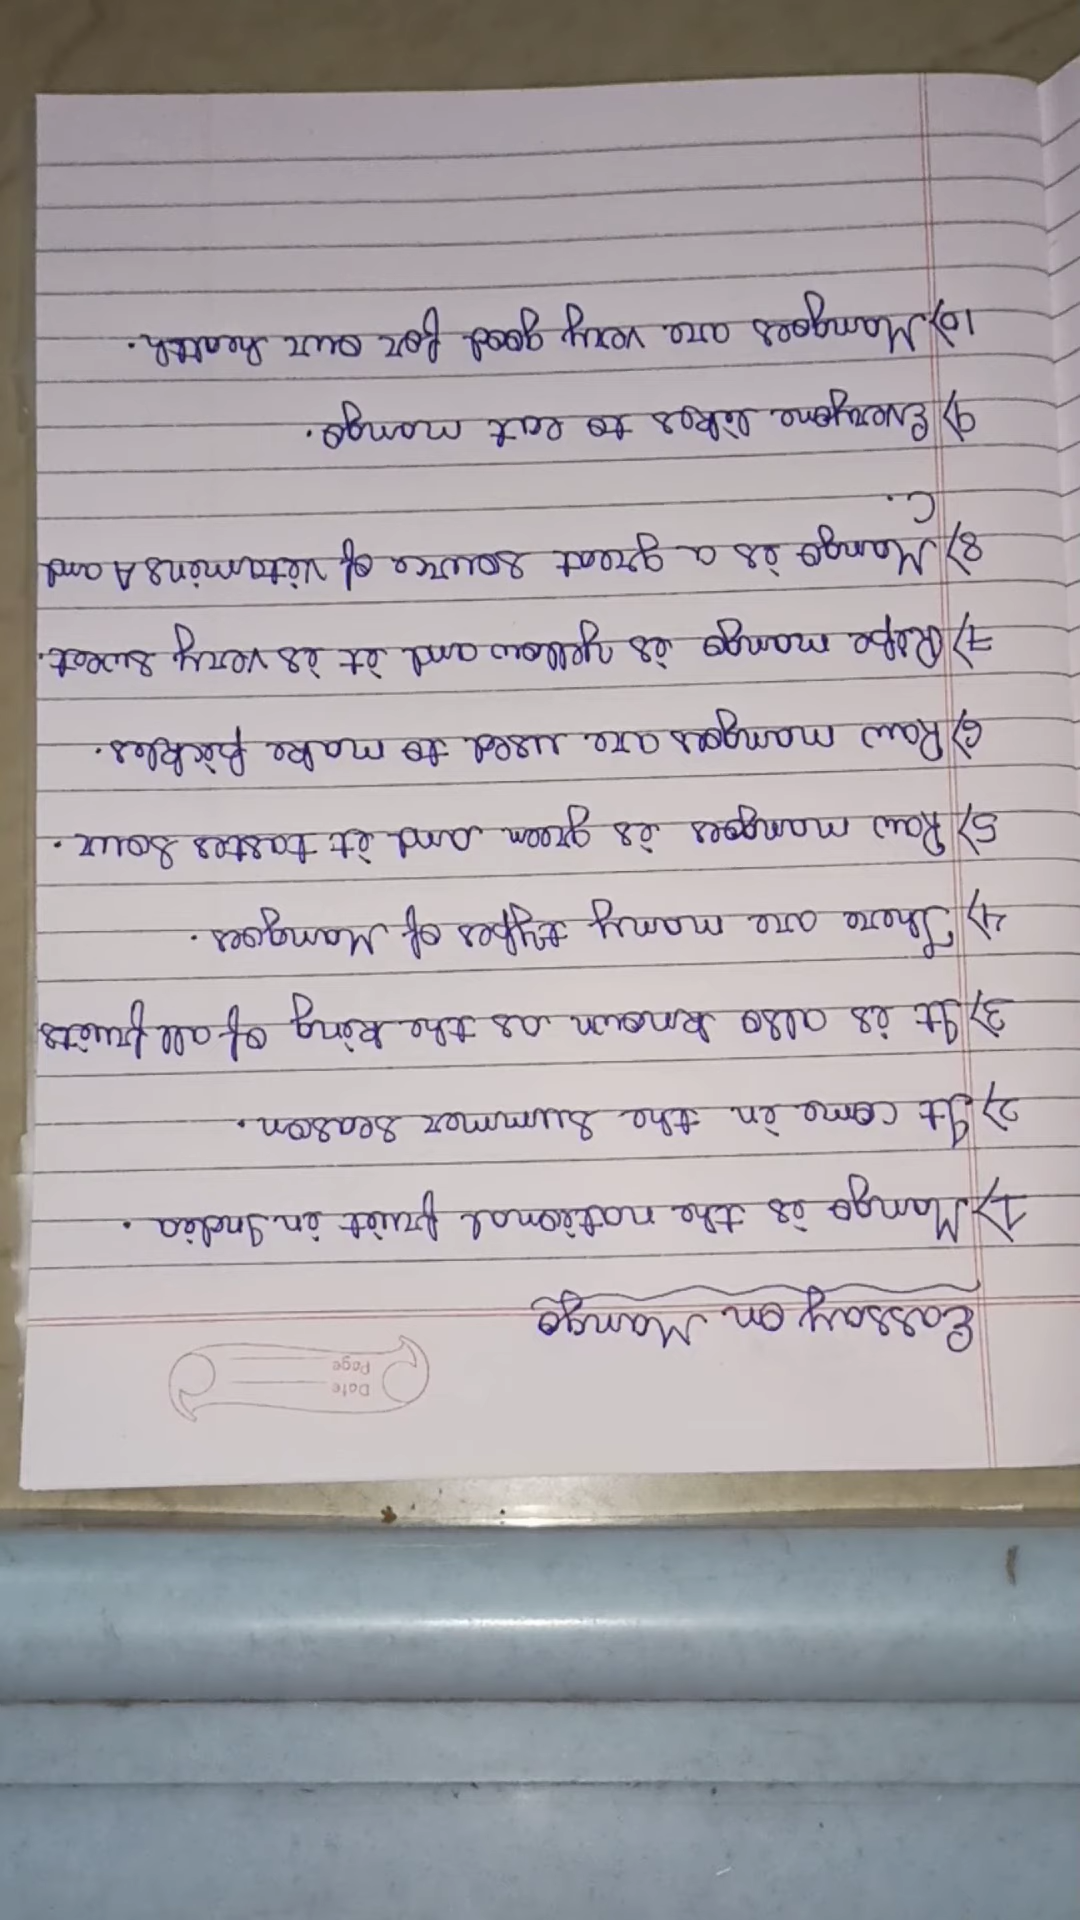 Date
Page
Eassay on Mango
1) Mango is the national fruit in India.
2) It come in the summer season.
3) It is also known as the king of all fruits
4) There are many types of Mangoes.
5) Raw mangoes is green and it tastes sour.
6) Raw mangoes are used to make pickles.
7) Ripe mango is yellow and it is very sweet.
8) Mango is a great source of vitamins A and
C.
9) Everyone likes to eat mango.
10) Mangoes are very good for our health.